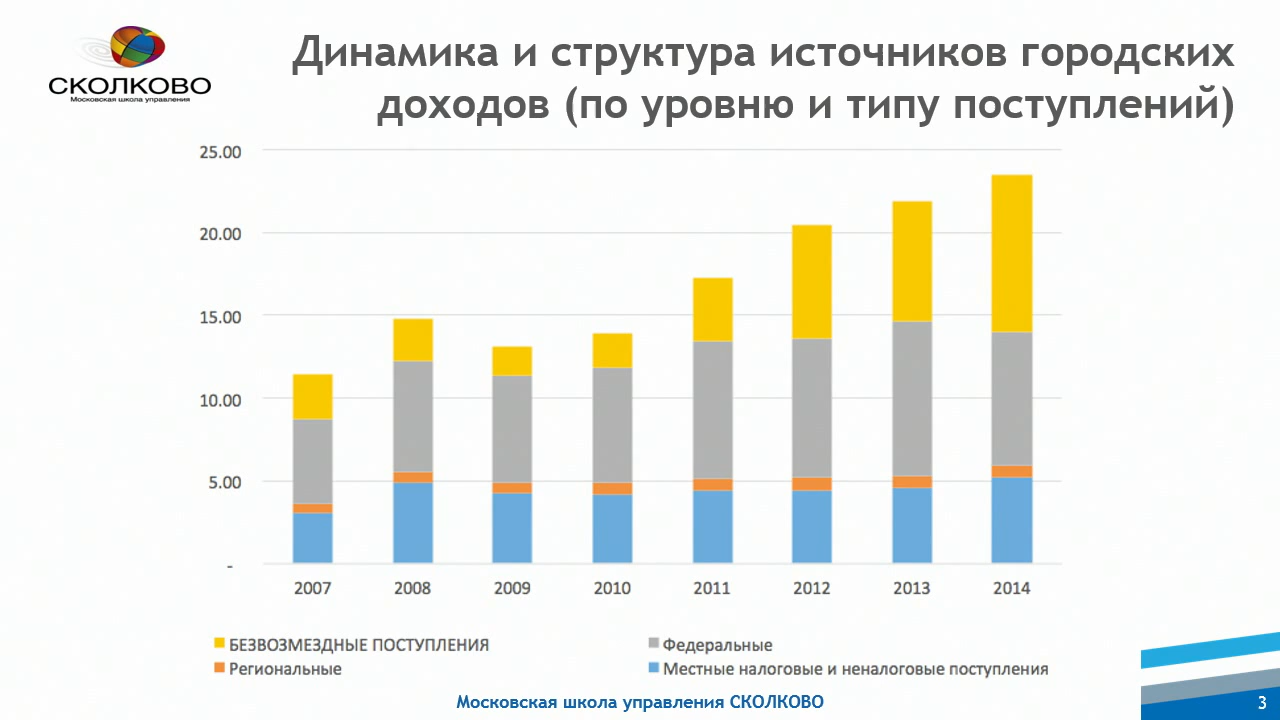 СКОЛКОВО
Московская школа управления
Динамика и структура источников городских
доходов (по уровню и типу поступлений)
25.00
20.00
15.00
10.00
5.00
-
2007 2008 2009 2010 2011 2012 2013 2014
БЕЗВОЗМЕЗДНЫЕ ПОСТУПЛЕНИЯ Федеральные
Региональные Местные налоговые и неналоговые поступления
Московская школа управления СКОЛКОВО
3